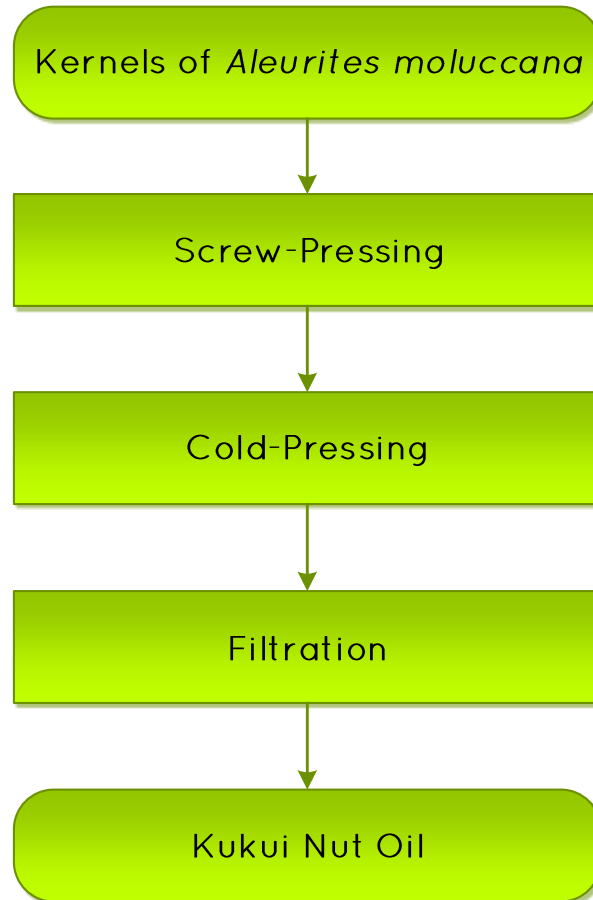 Kernels of Aleurites moluccana
Screw-Pressing
Cold-Pressing
Filtration
Kukui Nut Oil